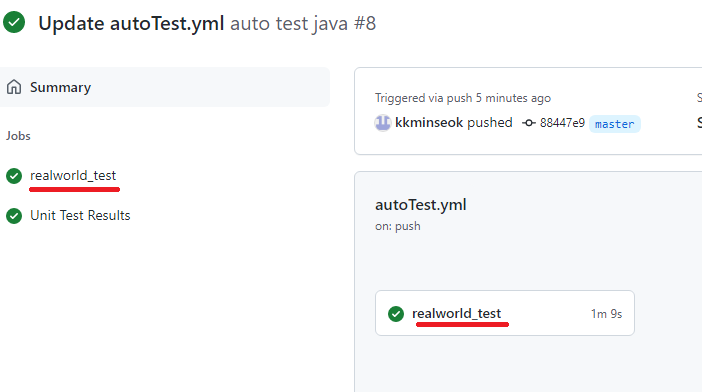 Update autoTest.yml auto test java #8
Summary
Jobs
realworld_test
Unit Test Results
Triggered via push 5 minutes ago
kkminseok pushed 88447e9 master
autoTest.yml
on: push
realworld_test 1m 9s